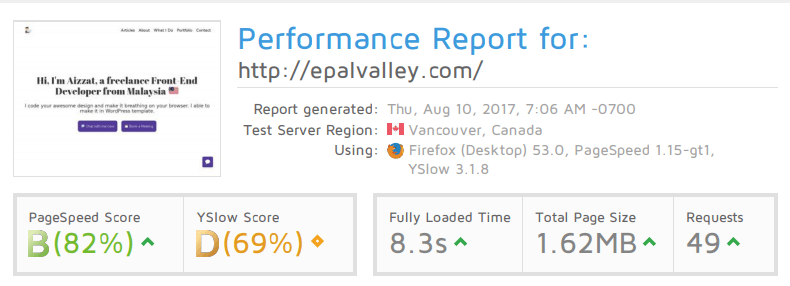 Performance Report for:
http://epalvalley.com/
Articles About What I Do Portfolio Contact
Hi, I'm Aizzat, a freelance Front-End
Developer from Malaysia
I code your awesome design and make it breathing on your browser. I able to
make it in WordPress template.
Chat with me now
Book a Meeting
Report generated: Thu, Aug 10, 2017, 7:06 AM -0700
Test Server Region: Vancouver, Canada
Using: Firefox (Desktop) 53.0, PageSpeed 1.15-gt1,
YSlow 3.1.8
PageSpeed Score
B(82%)
YSlow Score
D(69%)
Fully Loaded Time
8.3s
Total Page Size
1.62MB
Requests
49